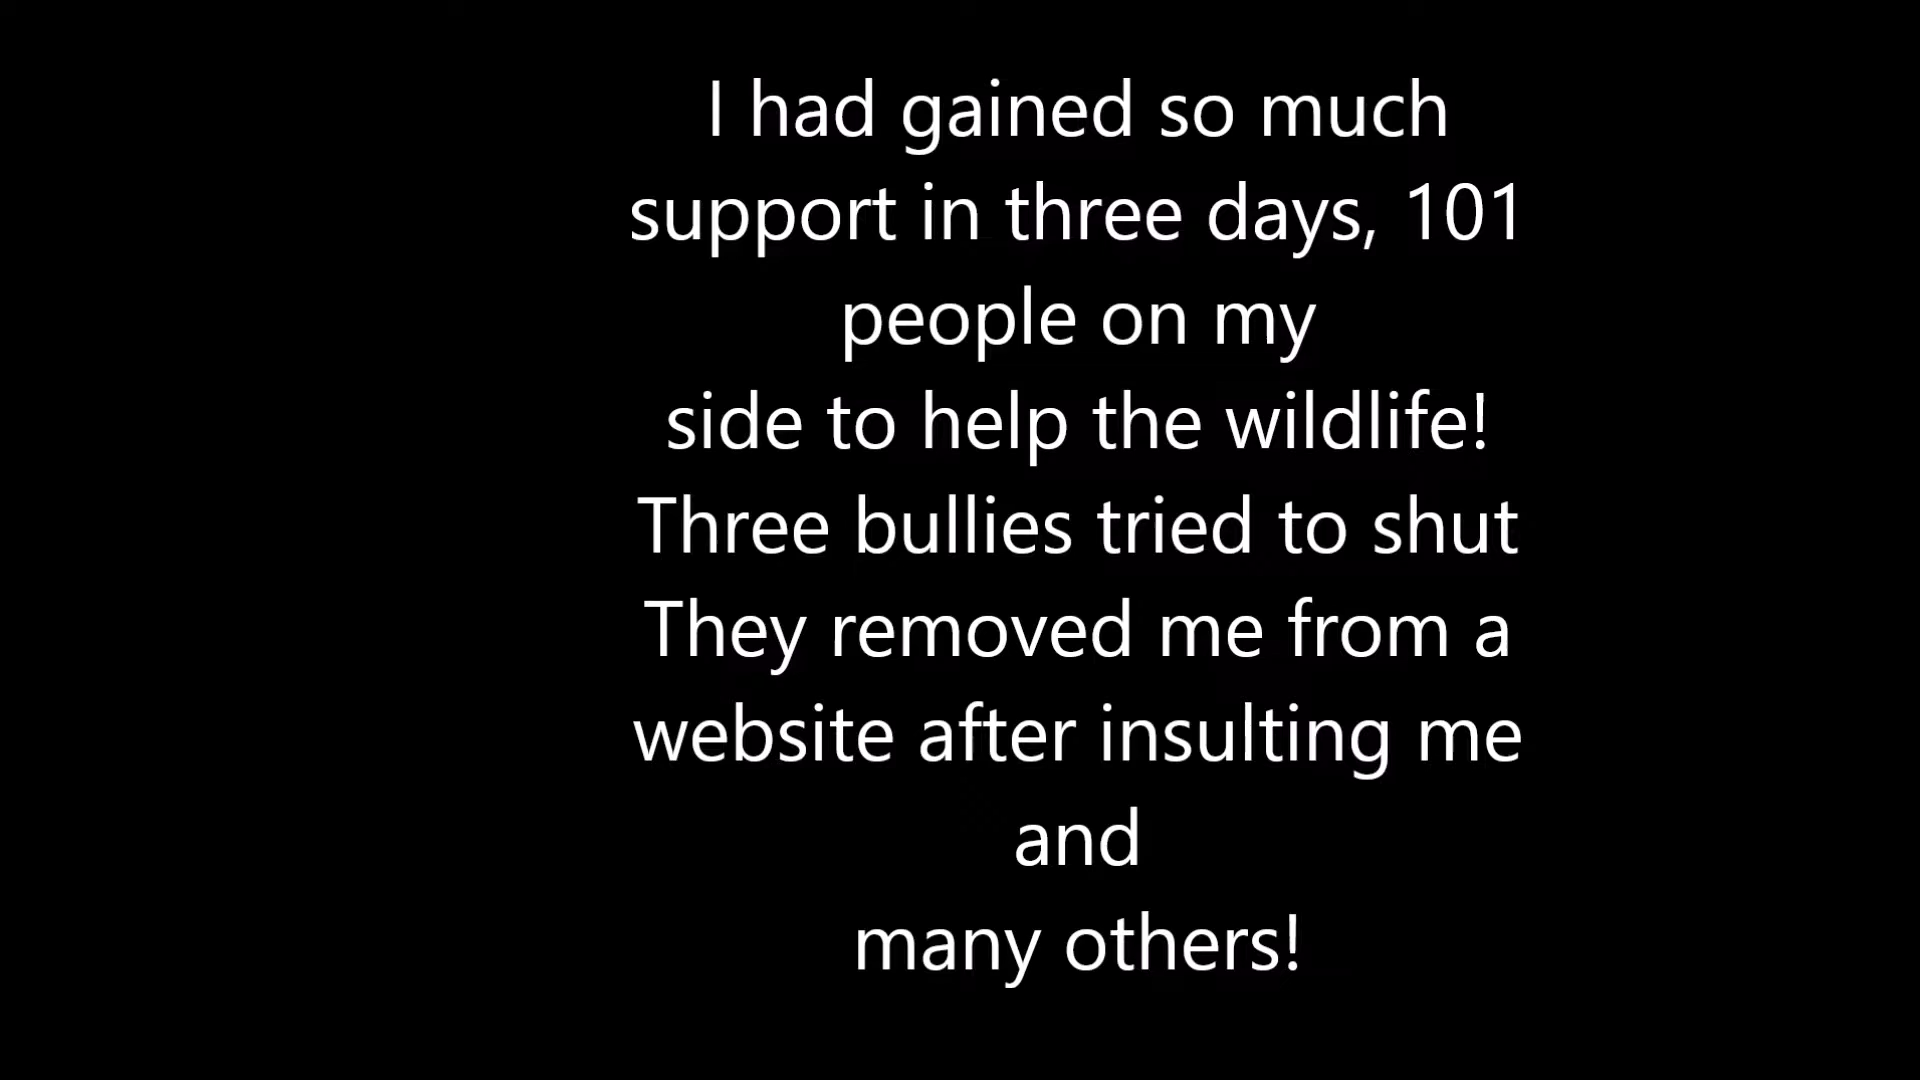 I had gained so much
support in three days, 101
people on my
side to help the wildlife!
Three bullies tried to shut
They removed me from a
website after insulting me
and
many others!